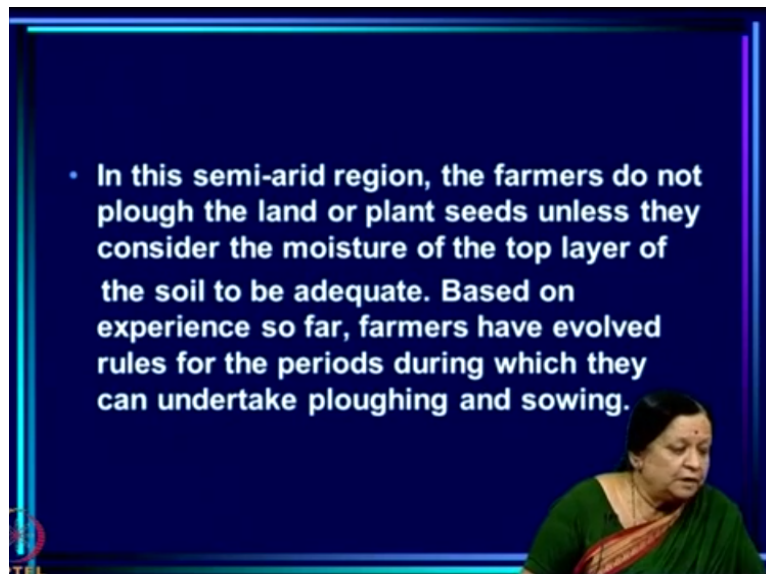 • In this semi-arid region, the farmers do not
plough the land or plant seeds unless they
consider the moisture of the top layer of
the soil to be adequate. Based on
experience so far, farmers have evolved
rules for the periods during which they
can undertake ploughing and sowing.